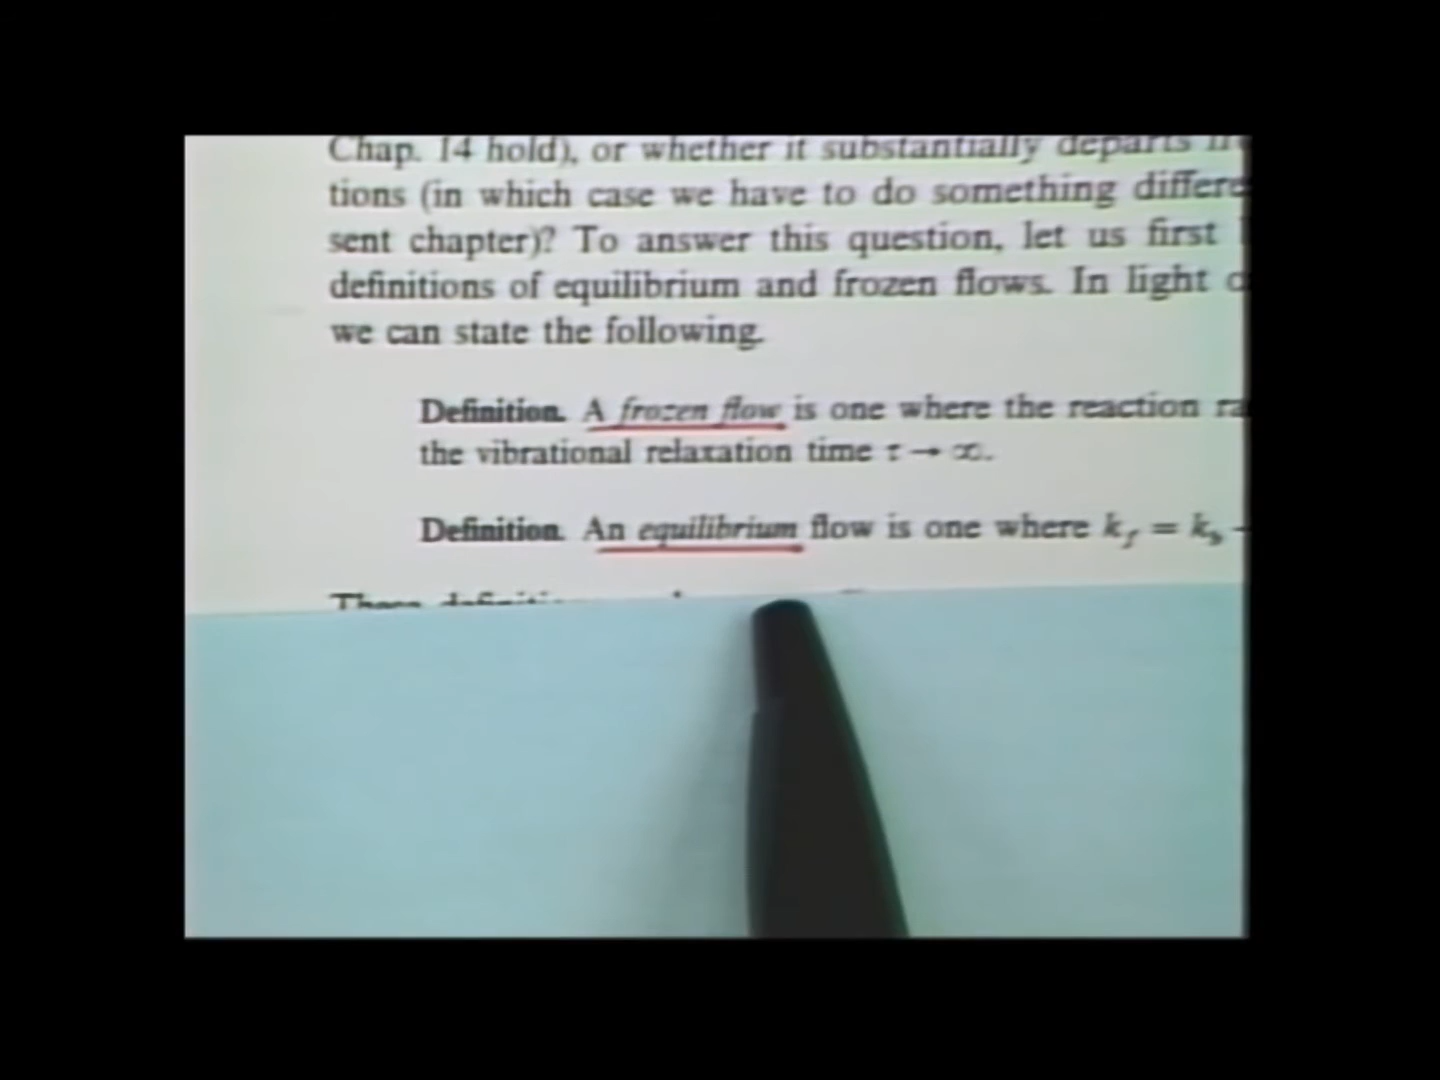 Chap. 14 hold), or whether it substantially departs
tions (in which case we have to do something
sent chapter)? To answer this question, let us first
definitions of equilibrium and frozen flows. In light
we can state the following.
Definition. A frozen flow is one where the reaction
the vibrational relaxation time τ → ∞.
Definition. An equilibrium flow is one where k_f = k_b